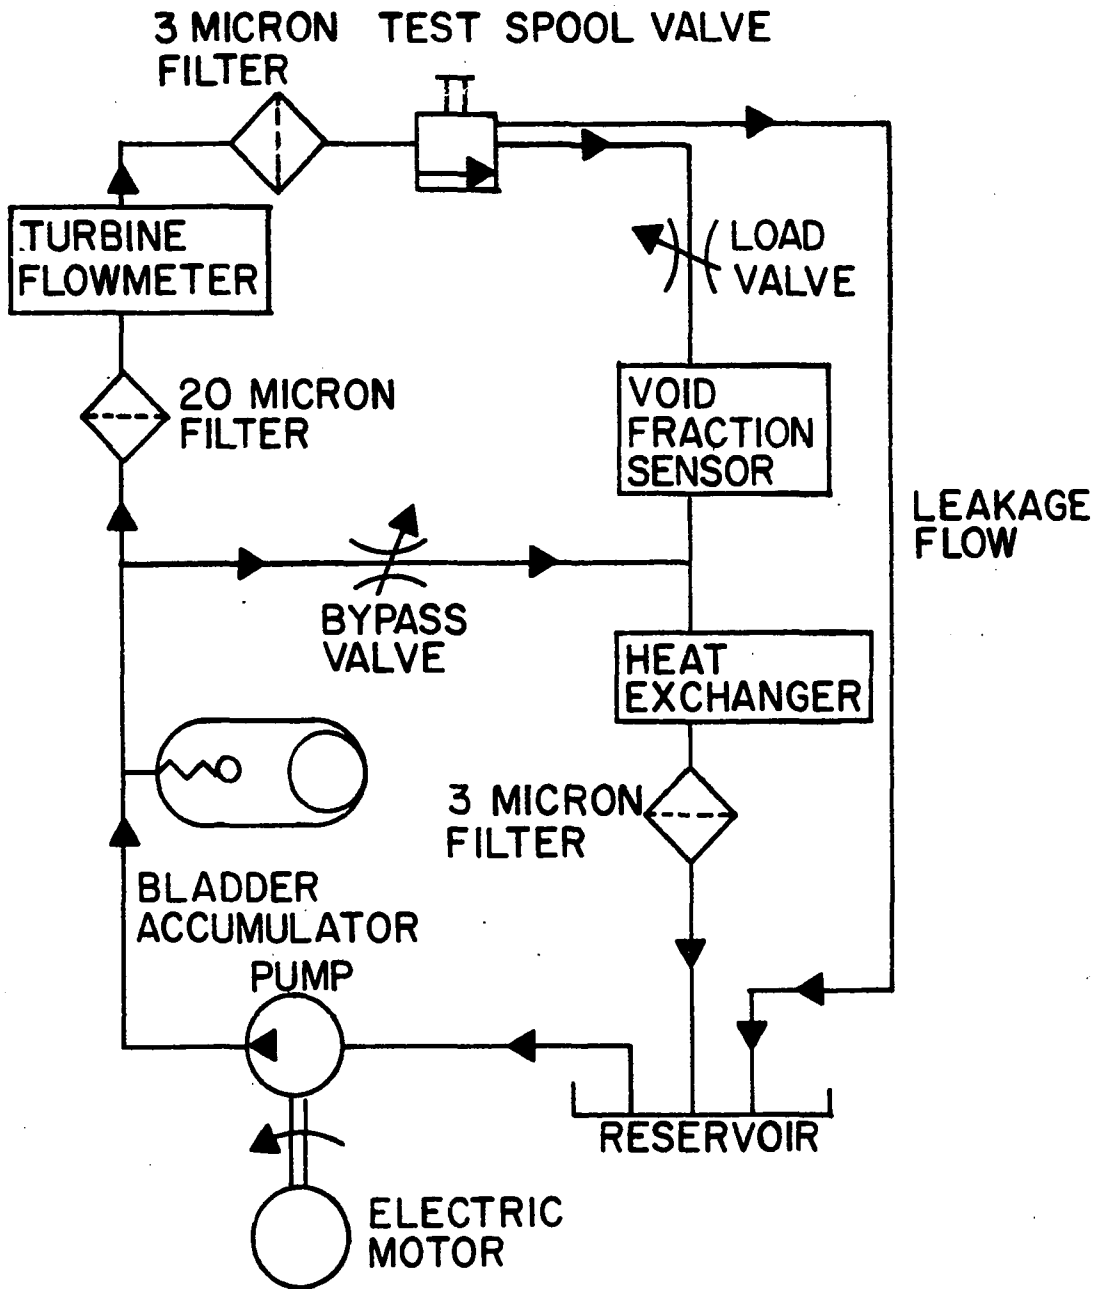 3 MICRON
FILTER
TEST SPOOL VALVE
TURBINE
FLOWMETER
LOAD
VALVE
20 MICRON
FILTER
VOID
FRACTION
SENSOR
LEAKAGE
FLOW
BYPASS
VALVE
HEAT
EXCHANGER
3 MICRON
FILTER
BLADDER
ACCUMULATOR
PUMP
RESERVOIR
ELECTRIC
MOTOR